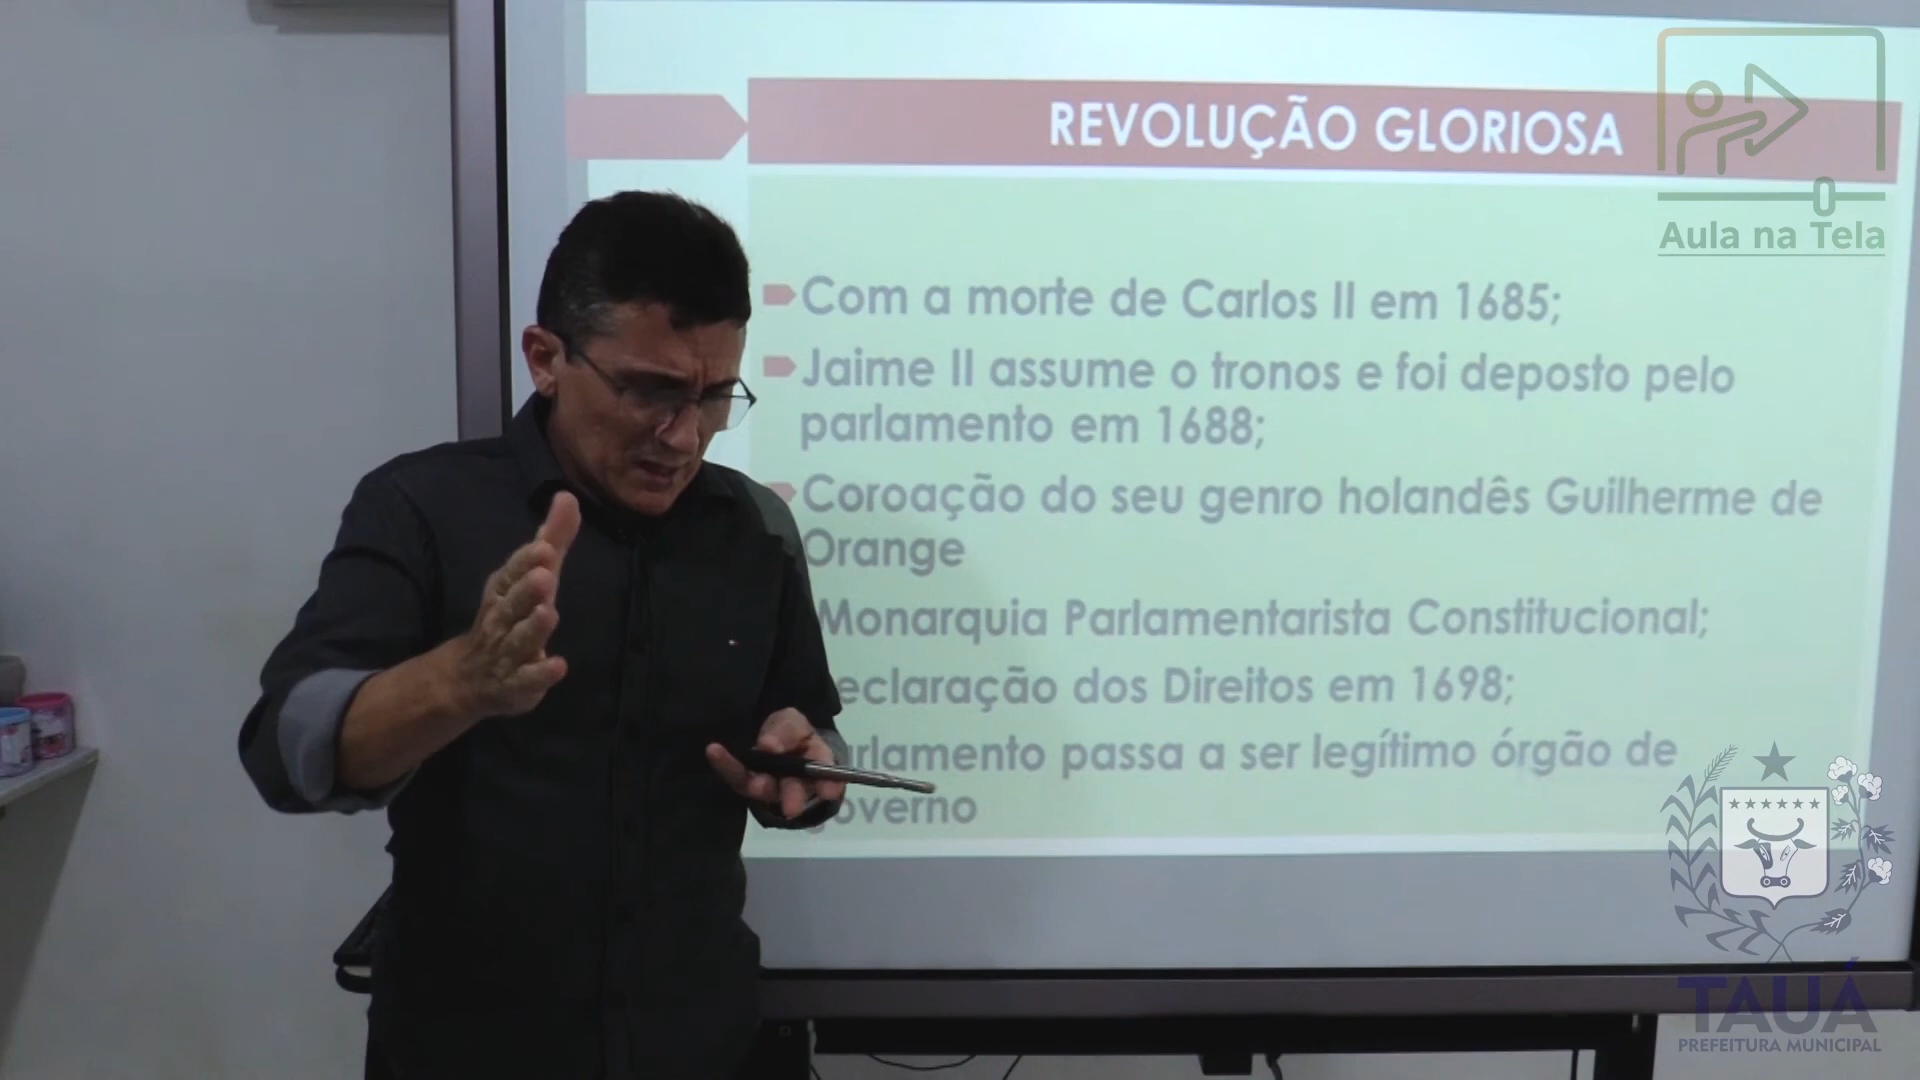 REVOLUÇÃO GLORIOSA
Aula na Tela
Com a morte de Carlos II em 1685;
Jaime II assume o tronos e foi deposto pelo
parlamento em 1688;
Coroação do seu genro holandês Guilherme de
Orange
Monarquia Parlamentarista Constitucional;
eclaração dos Direitos em 1698;
arlamento passa a ser legítimo órgão de
governo
TAUÁ
PREFEITURA MUNICIPAL